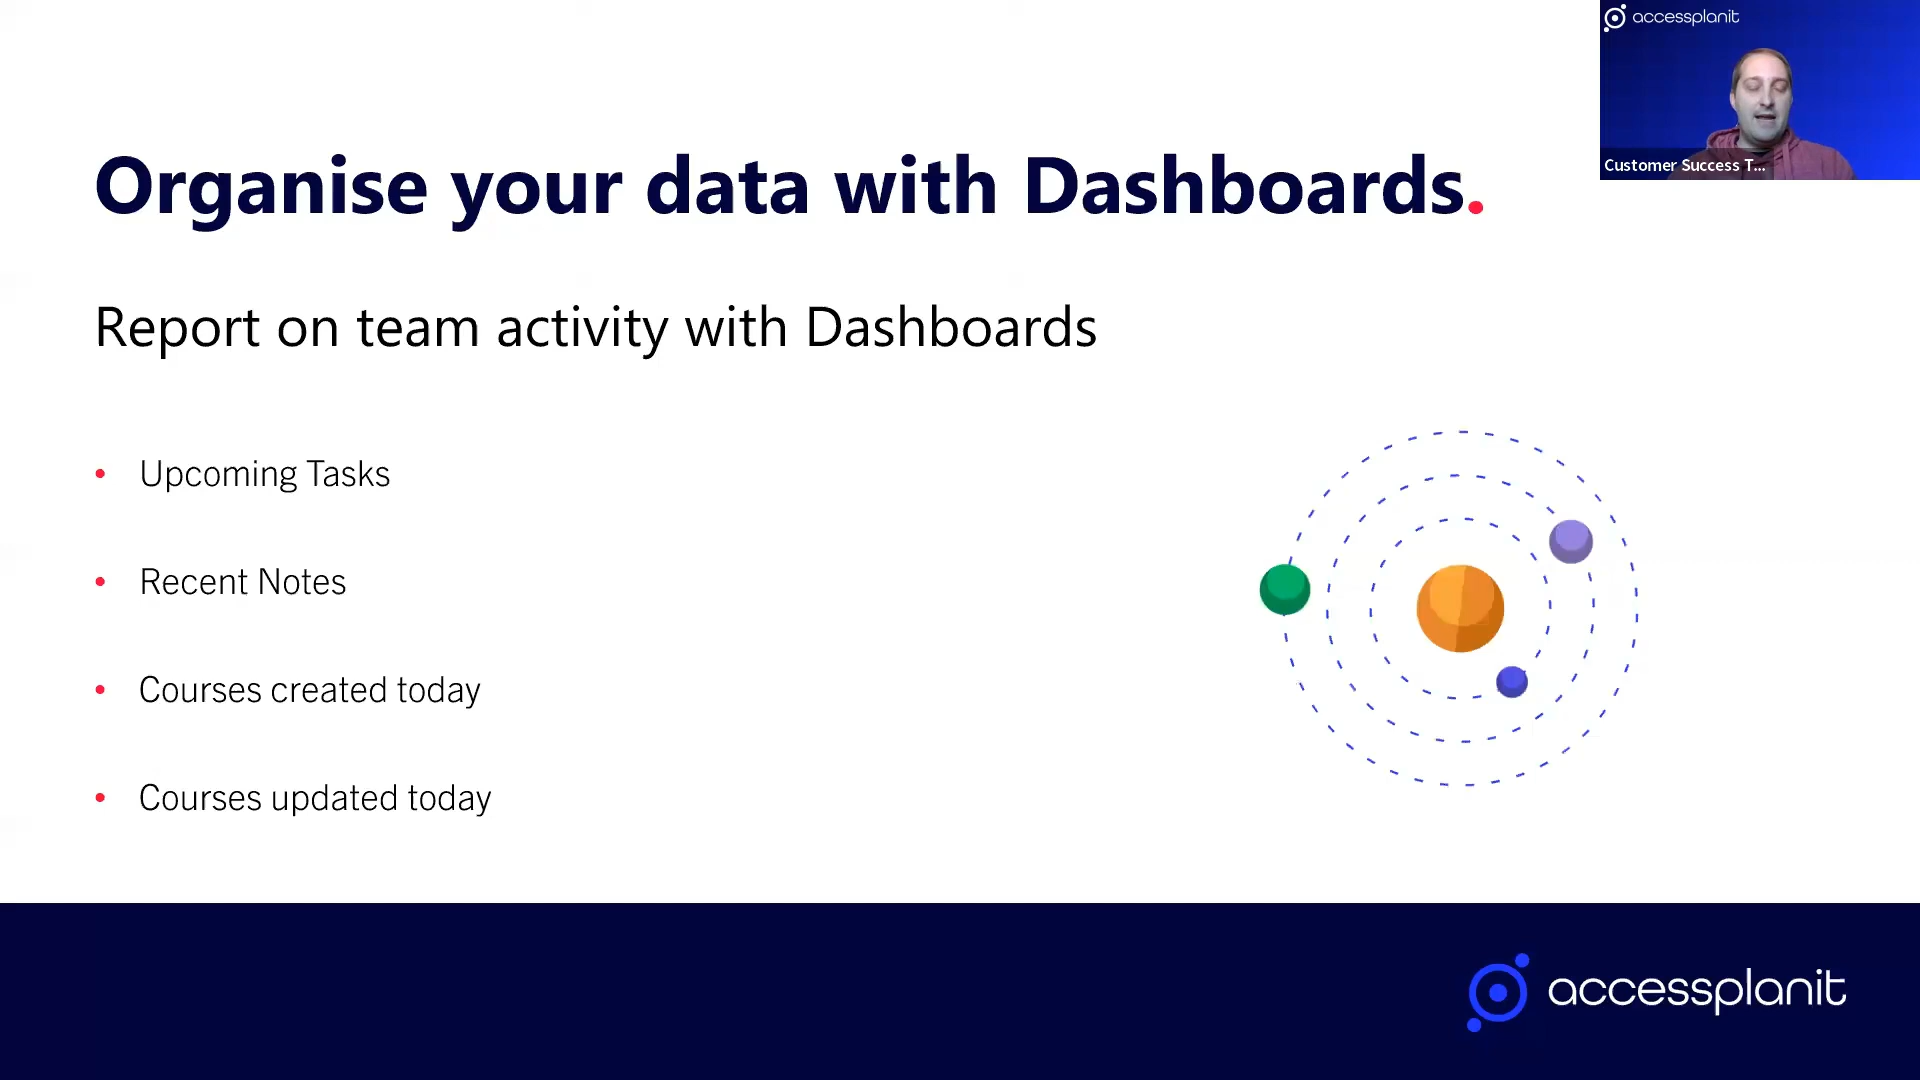 accessplanit
Customer Success T...
Organise your data with Dashboards.
Report on team activity with Dashboards
• Upcoming Tasks
• Recent Notes
• Courses created today
• Courses updated today
accessplanit